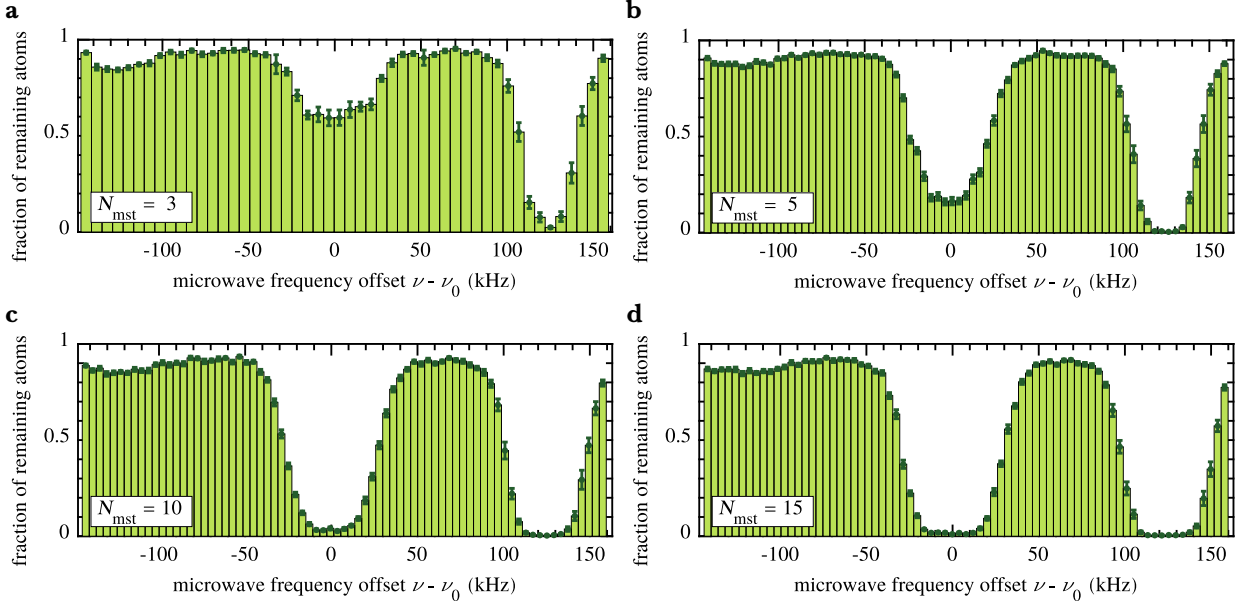 a
fraction of remaining atoms
1
0.5
0
N_mst = 3
-100 -50 0 50 100 150
microwave frequency offset ν - ν_0 (kHz)
b
fraction of remaining atoms
1
0.5
0
N_mst = 5
-100 -50 0 50 100 150
microwave frequency offset ν - ν_0 (kHz)
c
fraction of remaining atoms
1
0.5
0
N_mst = 10
-100 -50 0 50 100 150
microwave frequency offset ν - ν_0 (kHz)
d
fraction of remaining atoms
1
0.5
0
N_mst = 15
-100 -50 0 50 100 150
microwave frequency offset ν - ν_0 (kHz)